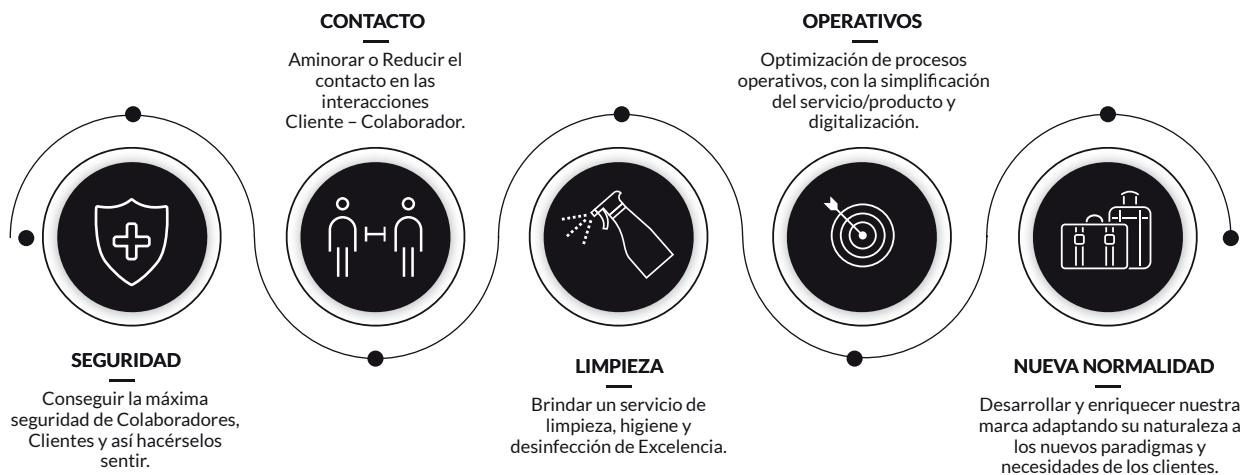 SEGURIDAD
Conseguir la máxima
seguridad de Colaboradores,
Clientes y así hacérselos
sentir.
CONTACTO
Aminorar o Reducir el
contacto en las
interacciones
Cliente – Colaborador.
LIMPIEZA
Brindar un servicio de
limpieza, higiene y
desinfección de Excelencia.
OPERATIVOS
Optimización de procesos
operativos, con la simplificación
del servicio/producto y
digitalización.
NUEVA NORMALIDAD
Desarrollar y enriquecer nuestra
marca adaptando su naturaleza a
los nuevos paradigmas y
necesidades de los clientes.